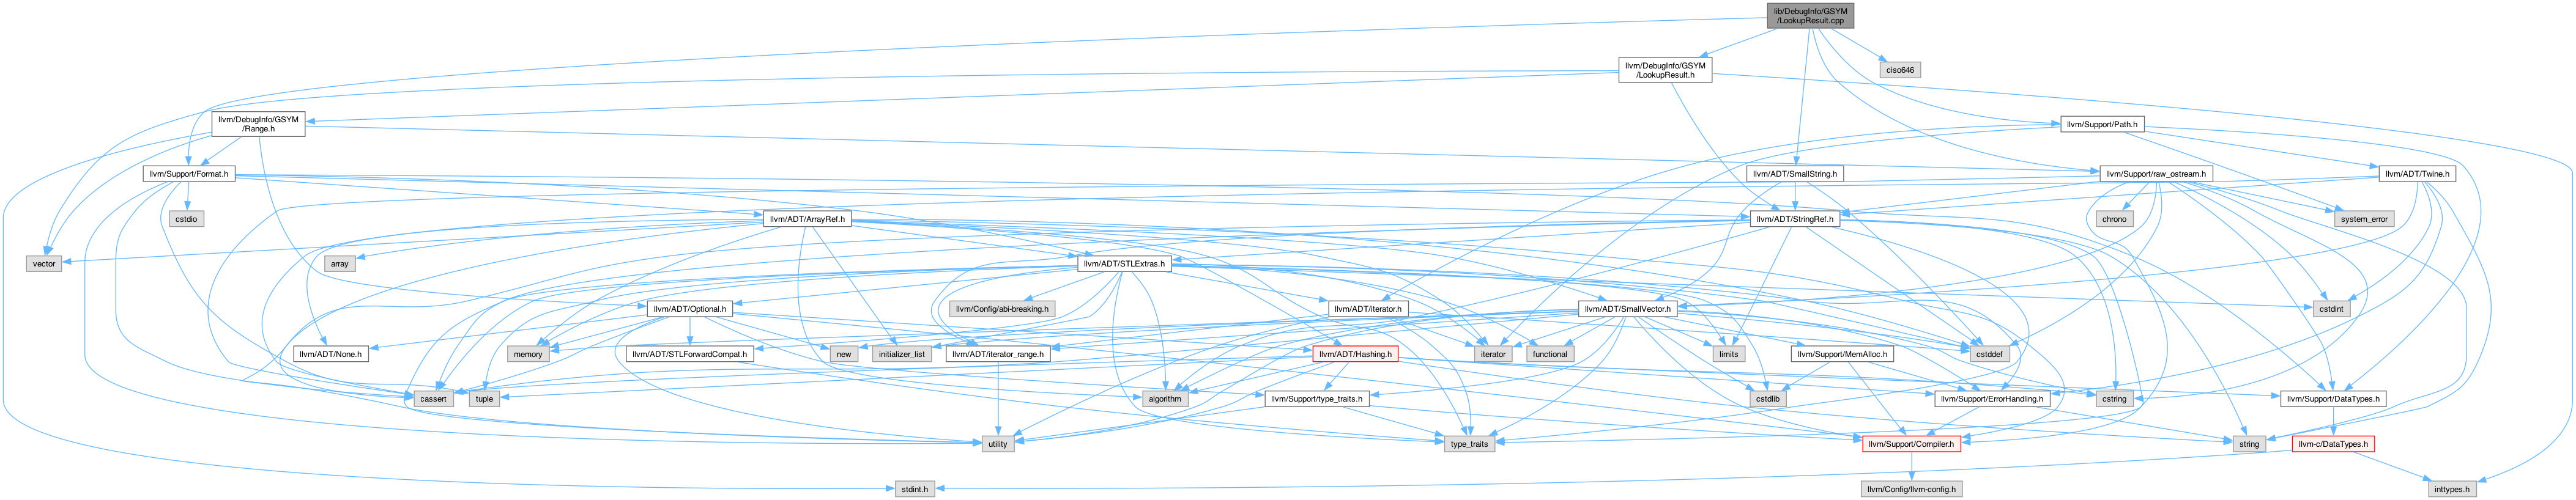 lib/DebugInfo/GSYM
/LookupResult.cpp
llvm/DebugInfo/GSYM
/LookupResult.h
ciso646
llvm/DebugInfo/GSYM
/Range.h
llvm/Support/Path.h
llvm/Support/Format.h
llvm/ADT/SmallString.h
llvm/Support/raw_ostream.h
llvm/ADT/Twine.h
cstdio
llvm/ADT/ArrayRef.h
llvm/ADT/StringRef.h
chrono
system_error
vector
array
llvm/ADT/STLExtras.h
llvm/Config/abi-breaking.h
llvm/ADT/Optional.h
llvm/ADT/iterator.h
llvm/ADT/SmallVector.h
cstdint
llvm/ADT/None.h
memory
llvm/ADT/STLForwardCompat.h
new
initializer_list
llvm/ADT/iterator_range.h
llvm/ADT/Hashing.h
iterator
functional
limits
llvm/Support/MemAlloc.h
cstddef
cassert
tuple
algorithm
llvm/Support/type_traits.h
cstdlib
llvm/Support/ErrorHandling.h
cstring
llvm/Support/DataTypes.h
utility
type_traits
llvm/Support/Compiler.h
string
llvm-c/DataTypes.h
stdint.h
llvm/Config/llvm-config.h
inttypes.h